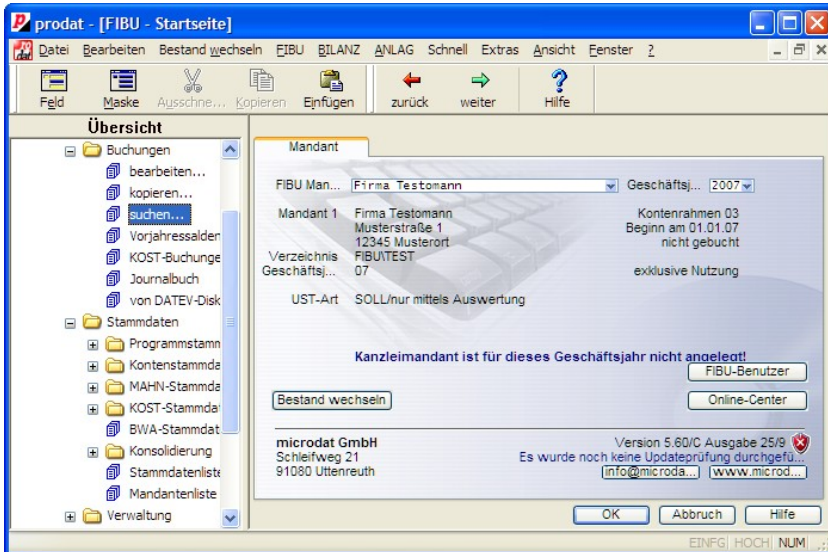 prodat - [FIBU - Startseite]
Datei Bearbeiten Bestand wechseln FIBU BILANZ ANLAG Schnell Extras Ansicht Fenster ?
Feld Maske Ausschne... Kopieren Einfügen zurück weiter Hilfe
Übersicht
Buchungen
bearbeiten...
kopieren...
suchen...
Vorjahressalden
KOST-Buchunge
Journalbuch
von DATEV-Disk
Stammdaten
Programmstamm
Kontenstammda
MAHN-Stammda
KOST-Stammdat
BWA-Stammdat
Konsolidierung
Stammdatenliste
Mandantenliste
Verwaltung
Mandant
FIBU Man... Firma Testomann Geschäftsj... 2007
Mandant 1 Firma Testomann Kontenrahmen 03
Musterstraße 1 Beginn am 01.01.07
12345 Musterort nicht gebucht
Verzeichnis FIBU\TEST
Geschäftsj... 07 exklusive Nutzung
UST-Art SOLL/nur mittels Auswertung
Kanzleimandant ist für dieses Geschäftsjahr nicht angelegt!
FIBU-Benutzer
Bestand wechseln Online-Center
microdat GmbH Version 5.60/C Ausgabe 25/9
Schleifweg 21 Es wurde noch keine Updateprüfung durchgefü...
91080 Uttenreuth info@microda... www.microd...
OK Abbruch Hilfe
EINFG HOCH NUM